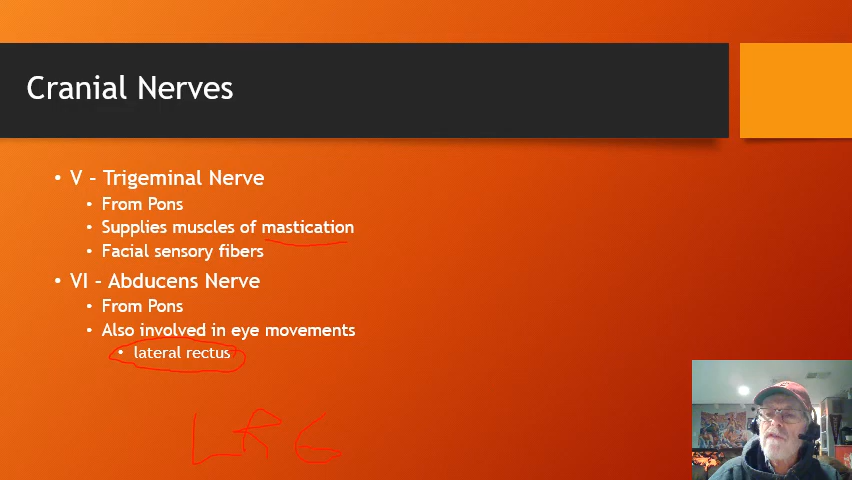 Cranial Nerves
• V – Trigeminal Nerve
• From Pons
• Supplies muscles of mastication
• Facial sensory fibers
• VI – Abducens Nerve
• From Pons
• Also involved in eye movements
• lateral rectus
LR6